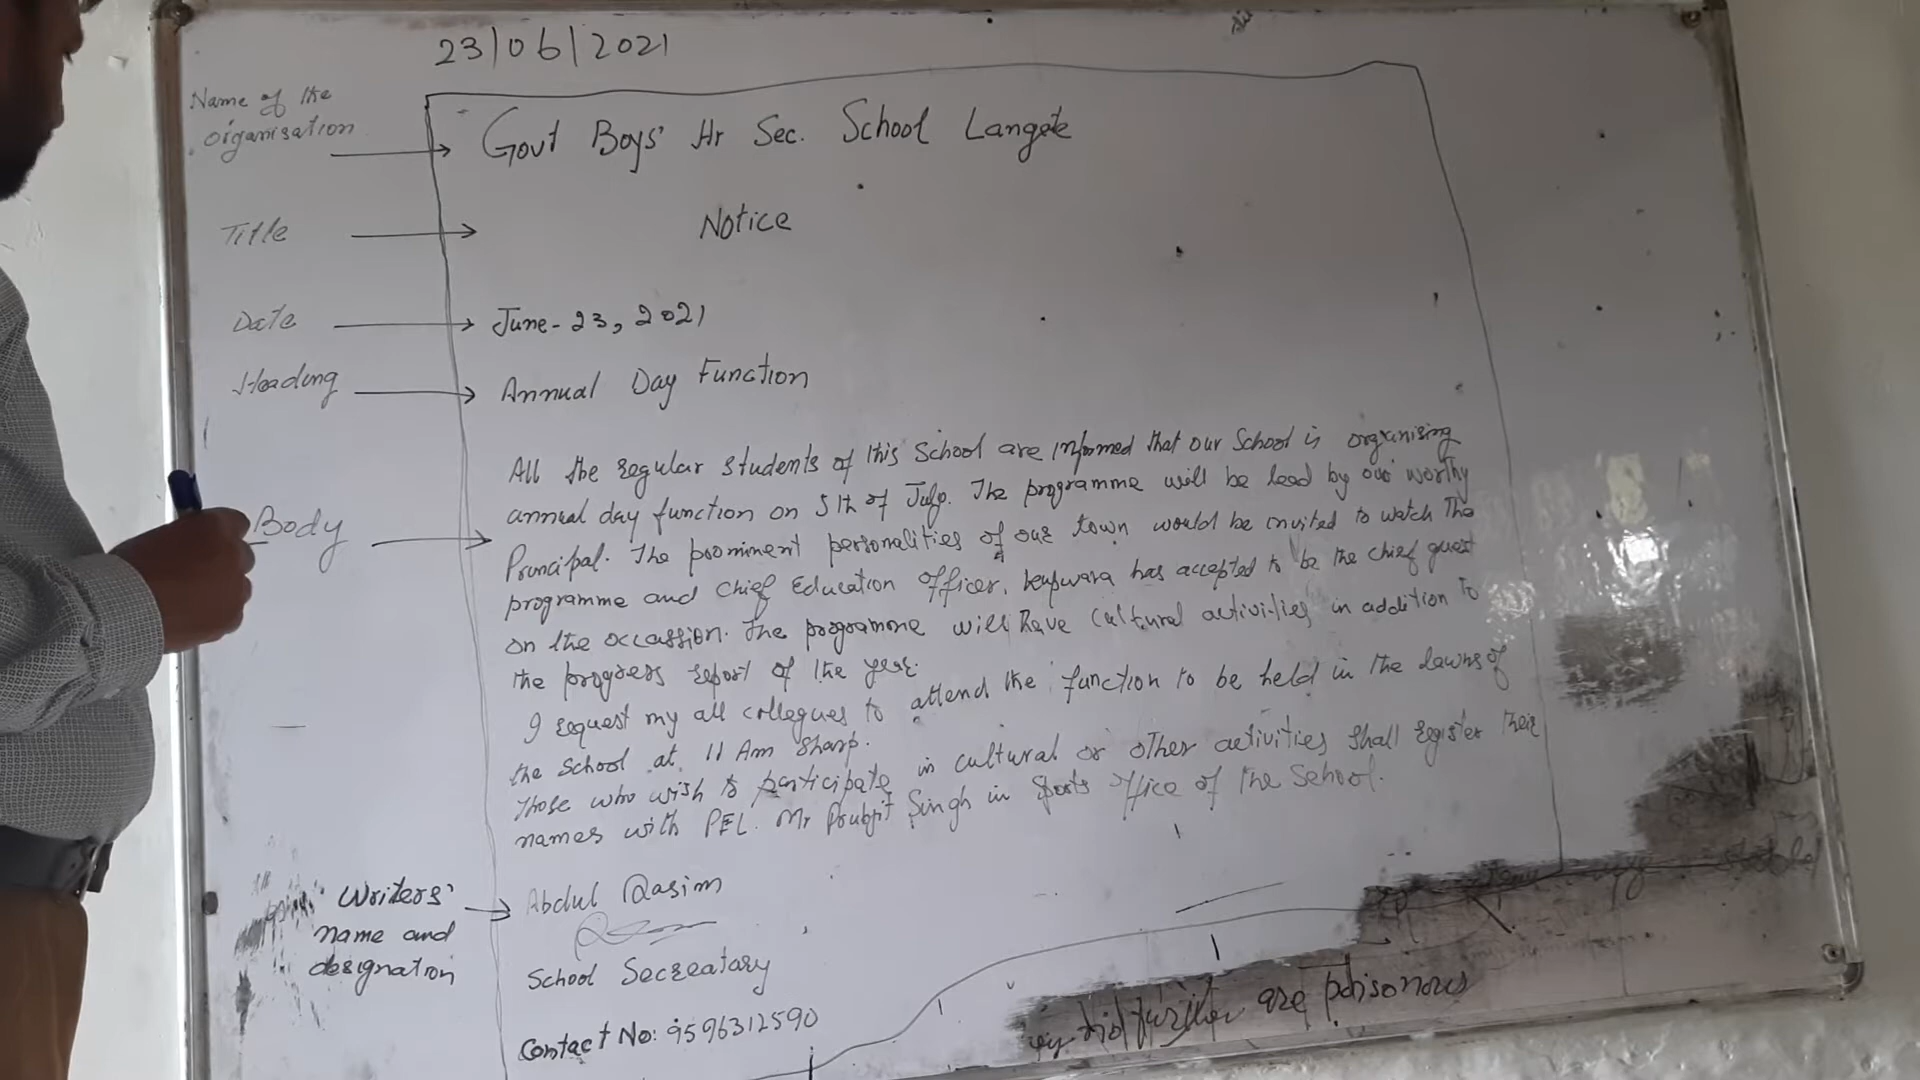 23/06/2021
Name of the
organisation
Govt Boys' Hr Sec. School Langate
Title
Notice
Date
June-23, 2021
Heading
Annual Day Function
Body
All the regular students of this School are informed that our School is organising
annual day function on 5th of July. The programme will be lead by our worthy
Principal. The prominent personalities of our town would be invited to watch the
programme and Chief Education Officer, kupwara has accepted to be the chief guest
on the occassion. The programme will have cultural activities in addition to
the progress report of the year.
I request my all collegues to attend the function to be held in the lawns of
the School at 11 Am Sharp.
Those who wish to participate in cultural or other activities shall register their
names with PEL. Mr Prubjit Singh in Sports office of the School.
Writers'
name and
designation
Abdul Qasim
School Secreatary
Contact No: 9596312590
are poisonous